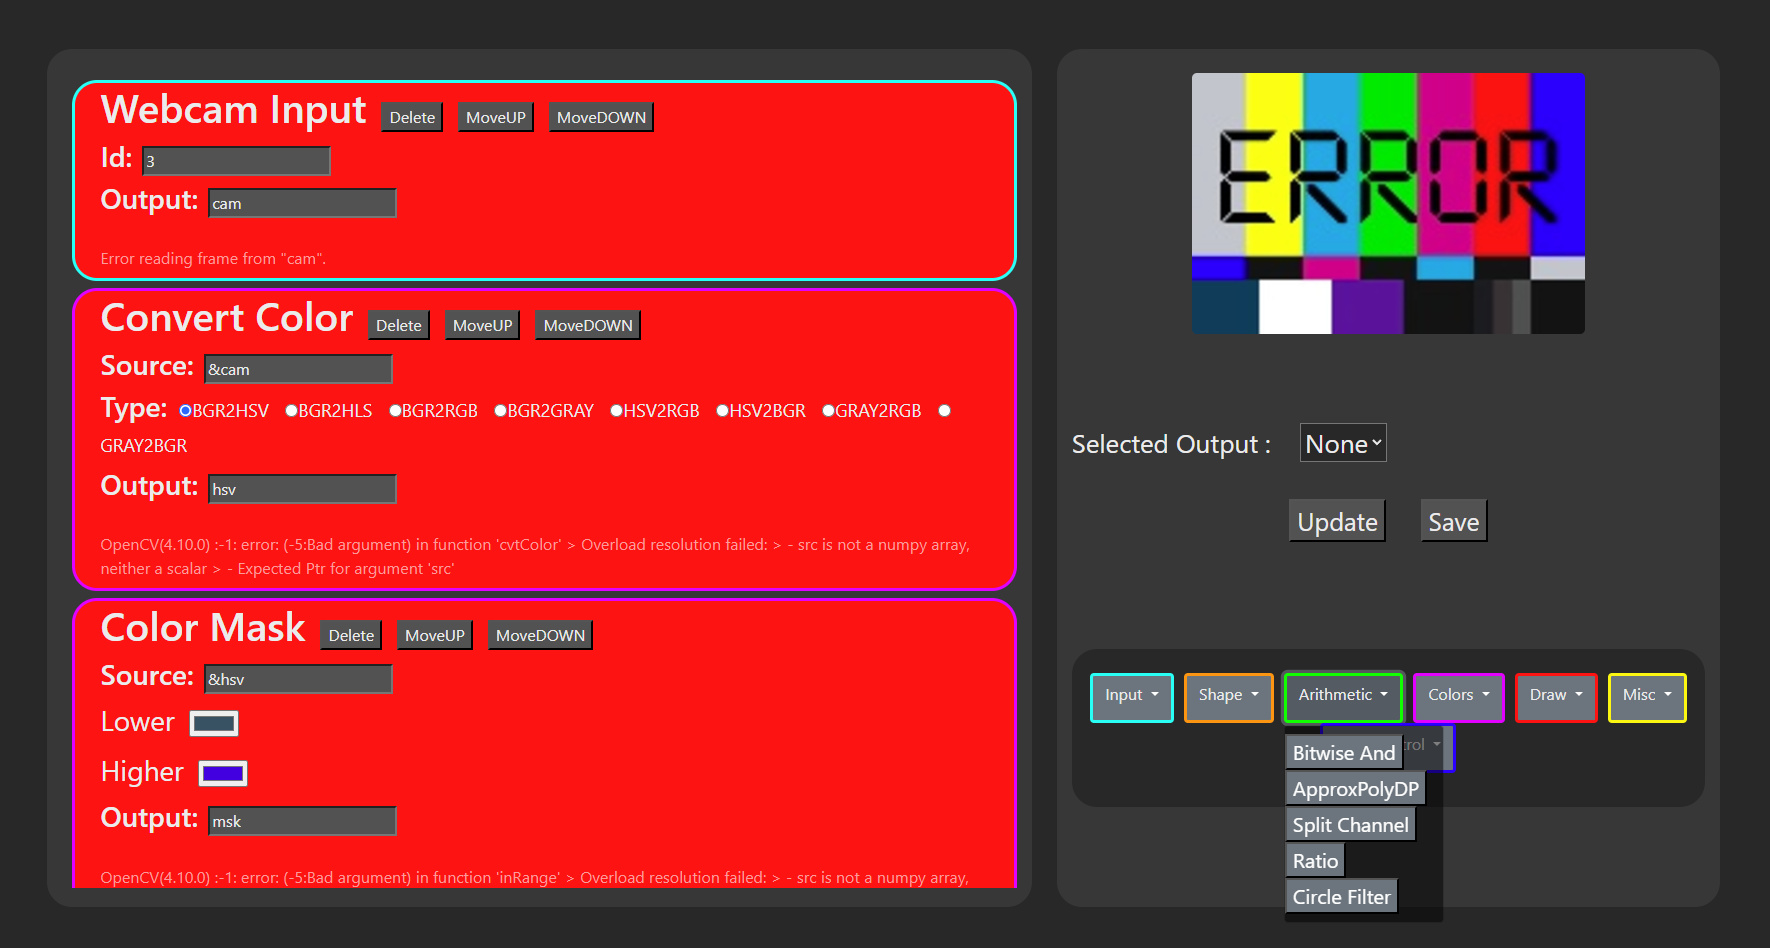 Webcam Input Delete MoveUP MoveDOWN
Id: 3
Output: cam
Error reading frame from "cam".
Convert Color Delete MoveUP MoveDOWN
Source: &cam
Type: BGR2HSV BGR2HLS BGR2RGB BGR2GRAY HSV2RGB HSV2BGR GRAY2RGB
GRAY2BGR
Output: hsv
OpenCV(4.10.0) :-1: error: (-5:Bad argument) in function 'cvtColor' > Overload resolution failed: > - src is not a numpy array,
neither a scalar > - Expected Ptr for argument 'src'
Color Mask Delete MoveUP MoveDOWN
Source: &hsv
Lower
Higher
Output: msk
OpenCV(4.10.0) :-1: error: (-5:Bad argument) in function 'inRange' > Overload resolution failed: > - src is not a numpy array,
ERROR
Selected Output : None
Update Save
Input Shape Arithmetic Colors Draw Misc
Bitwise And
ApproxPolyDP
Split Channel
Ratio
Circle Filter